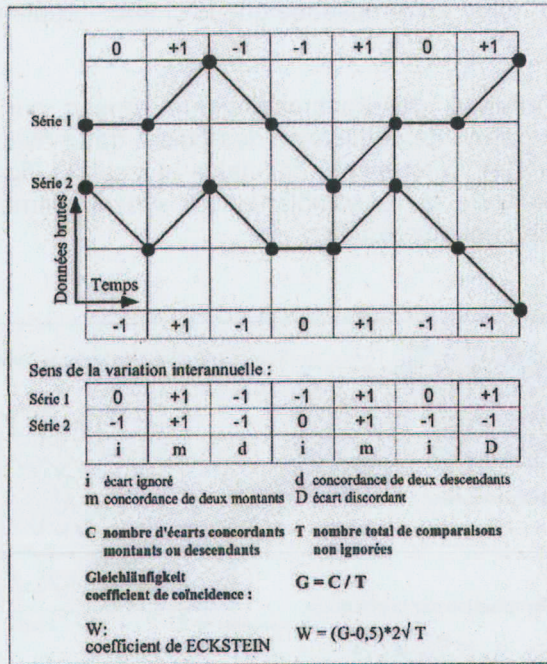 0 +1 -1 -1 +1 0 +1
Série 1
Série 2
Données brutes
Temps
-1 +1 -1 0 +1 -1 -1
Sens de la variation interannuelle :
Série 1 0 +1 -1 -1 +1 0 +1
Série 2 -1 +1 -1 0 +1 -1 -1
i m d i m i D
i écart ignoré d concordance de deux descendants
m concordance de deux montants D écart discordant
C nombre d'écarts concordants T nombre total de comparaisons
montants ou descendants non ignorées
Gleichläufigkeit G = C / T
coefficient de coïncidence :
W: W = (G-0,5)*2√ T
coefficient de ECKSTEIN